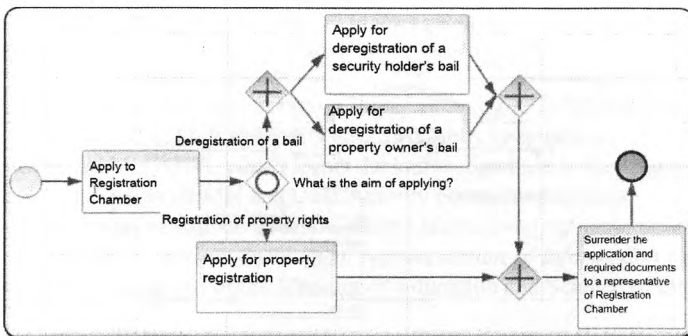 Apply for
deregistration of a
security holder's bail
Apply for
deregistration of a
property owner's bail
Deregistration of a bail
Apply to
Registration
Chamber
What is the aim of applying?
Registration of property rights
Apply for property
registration
Surrender the
application and
required documents
to a representative
of Registration
Chamber